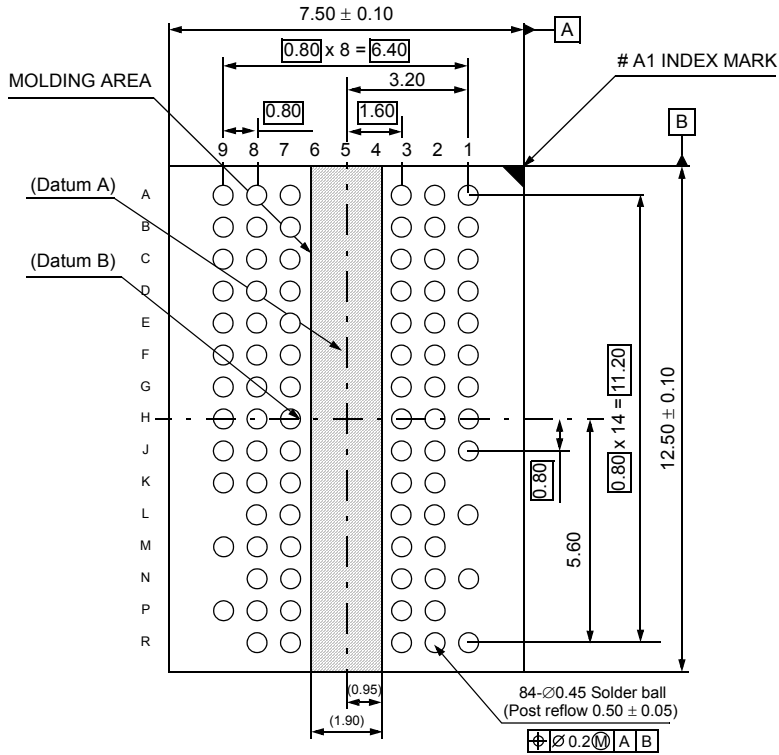 7.50 ± 0.10
A
0.80 x 8 = 6.40
# A1 INDEX MARK
3.20
MOLDING AREA
0.80
1.60
B
9 8 7 6 5 4 3 2 1
(Datum A)
A
B
(Datum B)
C
D
E
F
G
H
J
K
L
M
N
P
R
0.80 x 14 = 11.20
12.50 ± 0.10
0.80
5.60
(0.95)
(1.90)
84-∅0.45 Solder ball
(Post reflow 0.50 ± 0.05)
⌖ ∅ 0.2 Ⓜ A B